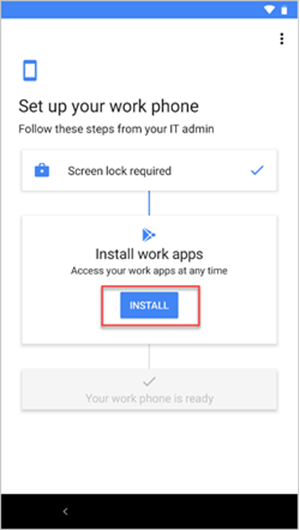 Set up your work phone
Follow these steps from your IT admin
Screen lock required
Install work apps
Access your work apps at any time
INSTALL
Your work phone is ready